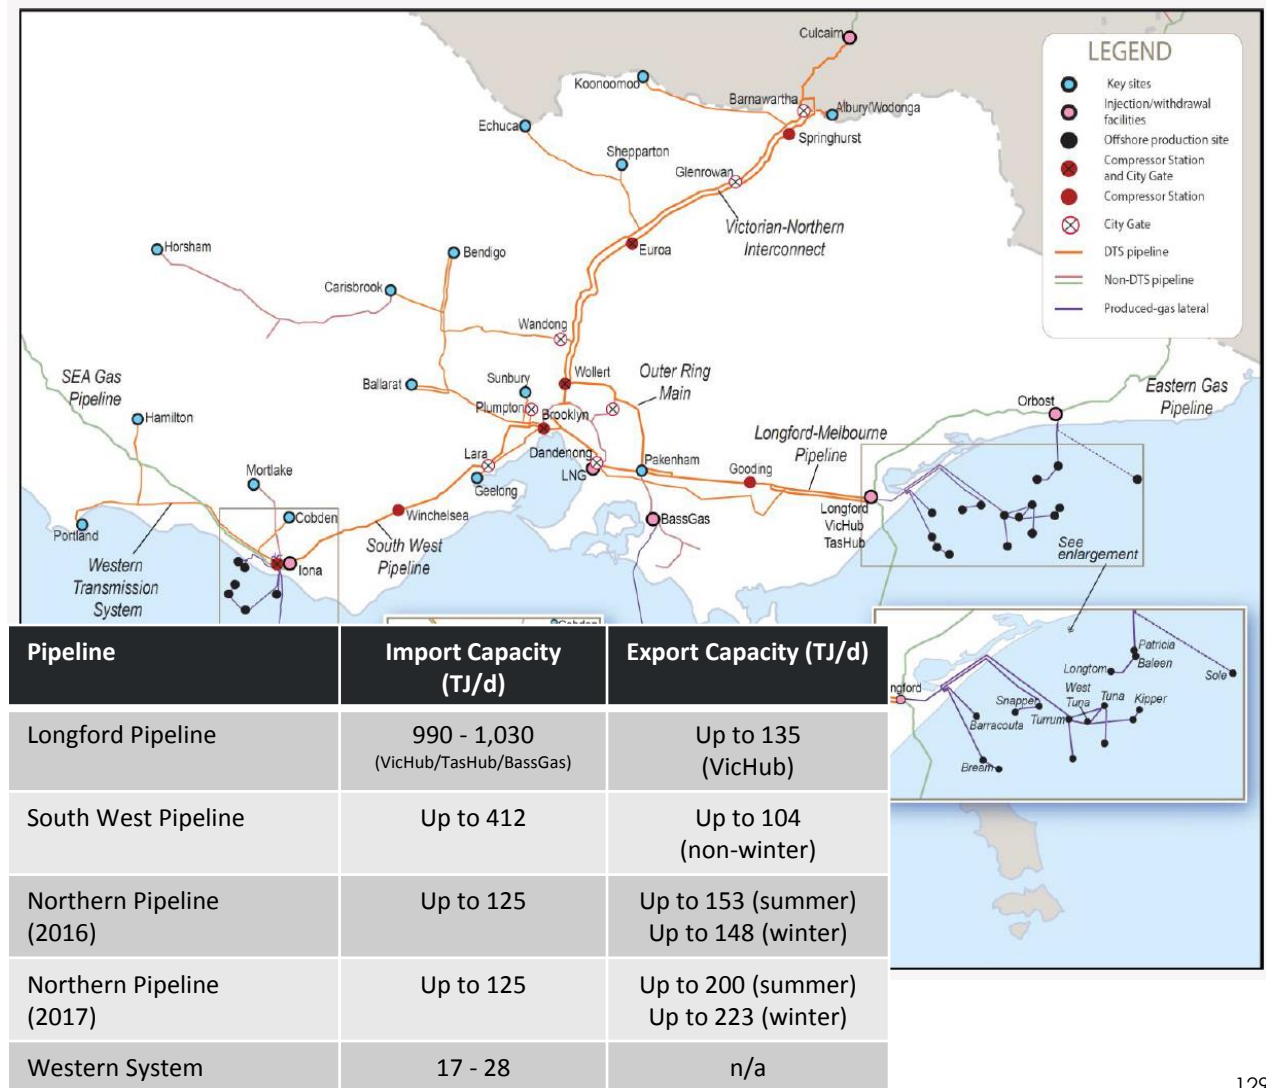 Culcairn
LEGEND
Key sites
Injection/withdrawal
facilities
Offshore production site
Compressor Station
and City Gate
Compressor Station
City Gate
DTS pipeline
Non-DTS pipeline
Produced-gas lateral
Koonoomoo
Barnawartha
Albury/Wodonga
Echuca
Springhurst
Shepparton
Glenrowan
Victorian-Northern
Interconnect
Horsham
Bendigo
Euroa
Carisbrook
Wandong
SEA Gas
Pipeline
Ballarat
Sunbury
Wollert
Outer Ring
Main
Plumpton
Brooklyn
Orbost
Eastern Gas
Pipeline
Hamilton
Longford-Melbourne
Pipeline
Lara
Dandenong
LNG
Pakenham
Gooding
Mortlake
Geelong
Longford
VicHub
TasHub
Portland
Cobden
Winchelsea
BassGas
South West
Pipeline
See
enlargement
Western
Transmission
System
Iona
Pipeline
Import Capacity
(TJ/d)
Export Capacity (TJ/d)
Longford Pipeline
990 - 1,030
(VicHub/TasHub/BassGas)
Up to 135
(VicHub)
South West Pipeline
Up to 412
Up to 104
(non-winter)
Northern Pipeline
(2016)
Up to 125
Up to 153 (summer)
Up to 148 (winter)
Northern Pipeline
(2017)
Up to 125
Up to 200 (summer)
Up to 223 (winter)
Western System
17 - 28
n/a
Patricia
Baleen
Longtom
Sole
ngford
Snapper
West
Tuna
Tuna
Kipper
Barracouta
Turrum
Bream
129